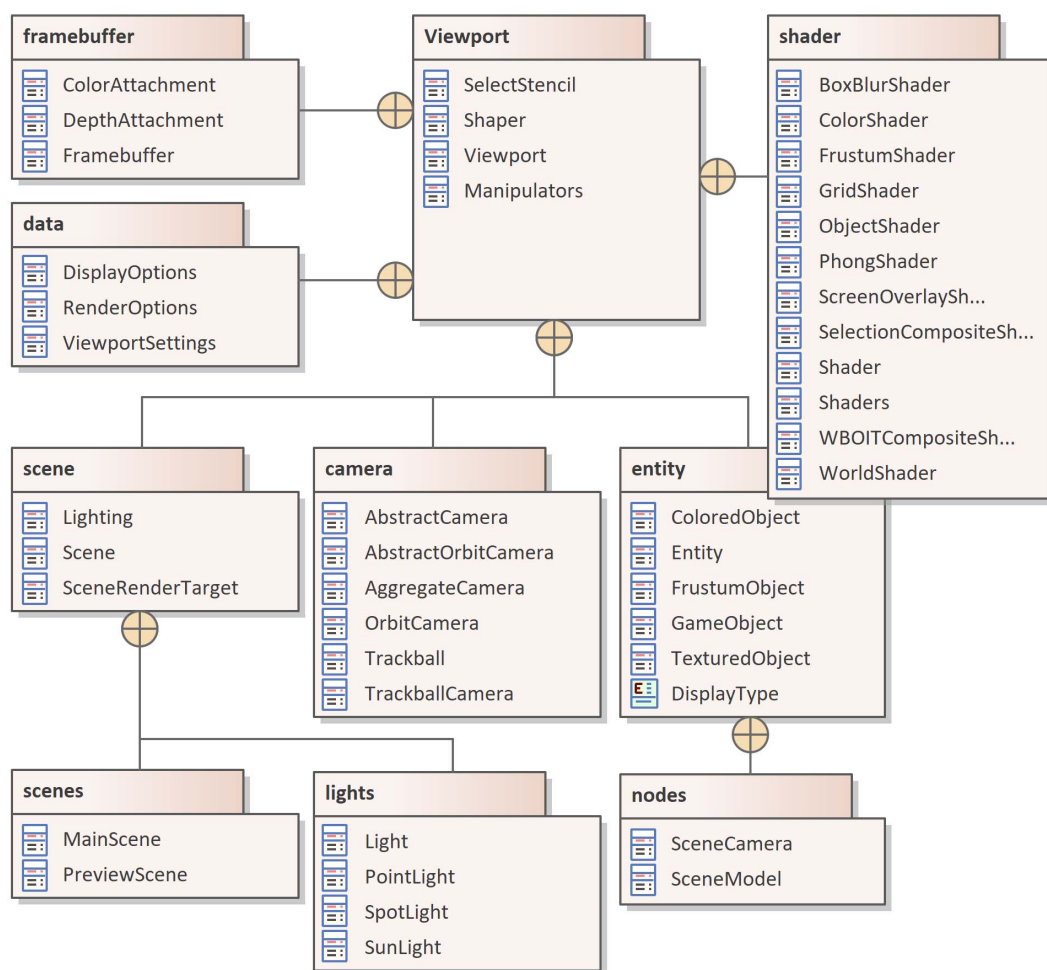 framebuffer
ColorAttachment
DepthAttachment
Framebuffer
Viewport
SelectStencil
Shaper
Viewport
Manipulators
shader
BoxBlurShader
ColorShader
FrustumShader
GridShader
ObjectShader
PhongShader
ScreenOverlaySh...
SelectionCompositeSh...
Shader
Shaders
WBOITCompositeSh...
WorldShader
data
DisplayOptions
RenderOptions
ViewportSettings
scene
Lighting
Scene
SceneRenderTarget
camera
AbstractCamera
AbstractOrbitCamera
AggregateCamera
OrbitCamera
Trackball
TrackballCamera
entity
ColoredObject
Entity
FrustumObject
GameObject
TexturedObject
DisplayType
scenes
MainScene
PreviewScene
lights
Light
PointLight
SpotLight
SunLight
nodes
SceneCamera
SceneModel